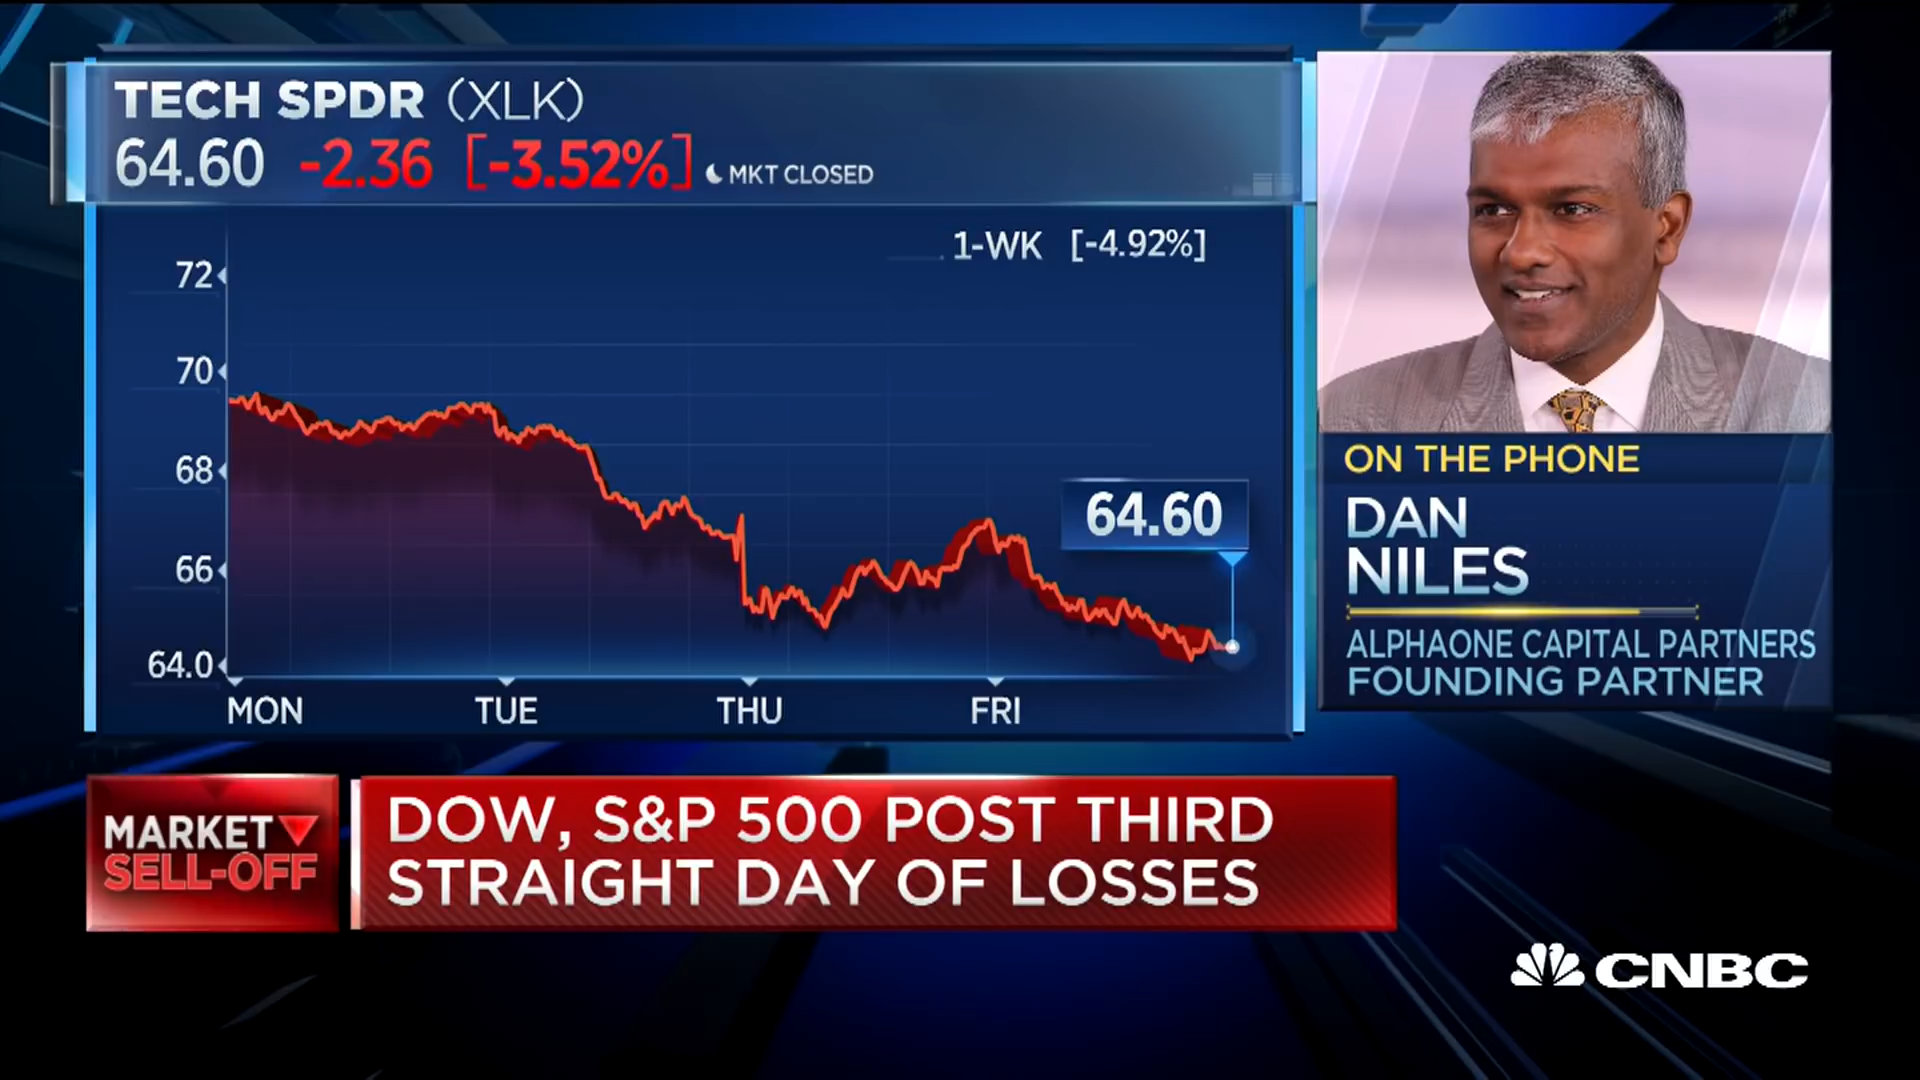 TECH SPDR (XLK)
64.60 -2.36 [-3.52%] MKT CLOSED
1-WK [-4.92%]
72
70
68
66
64.0
64.60
MON TUE THU FRI
ON THE PHONE
DAN
NILES
ALPHAONE CAPITAL PARTNERS
FOUNDING PARTNER
MARKET
SELL-OFF
DOW, S&P 500 POST THIRD
STRAIGHT DAY OF LOSSES
CNBC